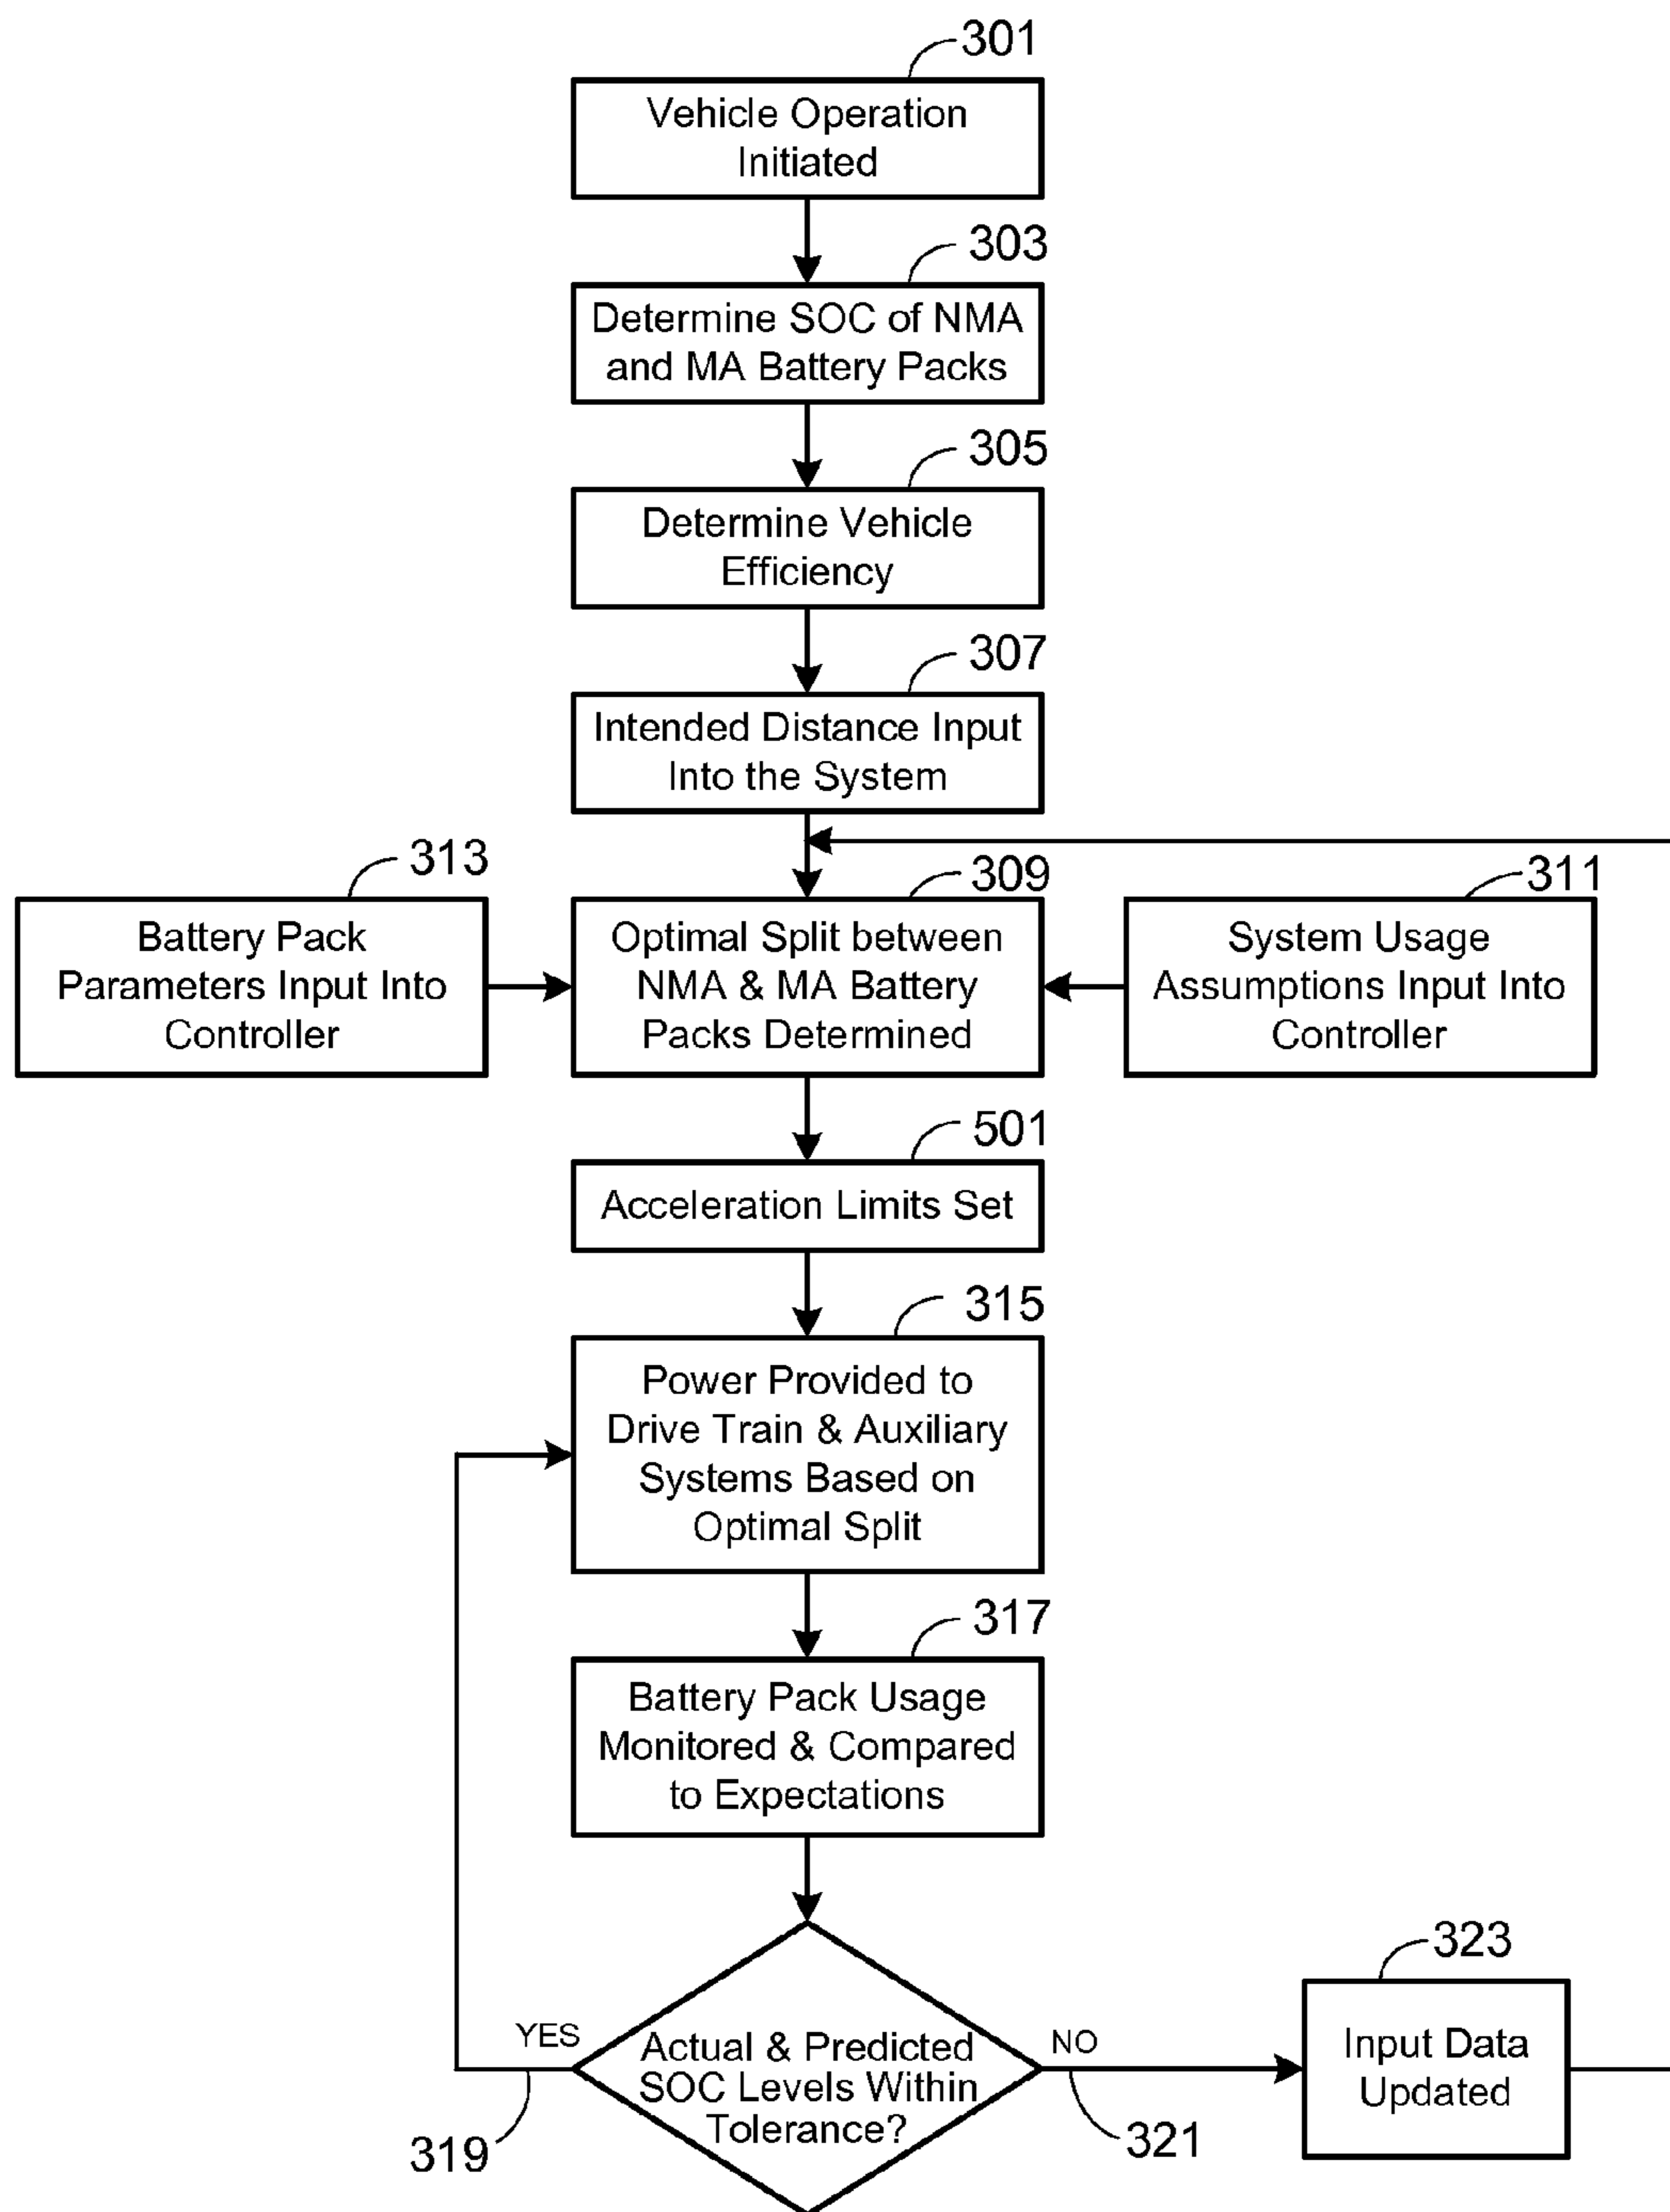 301
Vehicle Operation
Initiated
303
Determine SOC of NMA
and MA Battery Packs
305
Determine Vehicle
Efficiency
307
Intended Distance Input
Into the System
313
Battery Pack
Parameters Input Into
Controller
309
Optimal Split between
NMA & MA Battery
Packs Determined
311
System Usage
Assumptions Input Into
Controller
501
Acceleration Limits Set
315
Power Provided to
Drive Train & Auxiliary
Systems Based on
Optimal Split
317
Battery Pack Usage
Monitored & Compared
to Expectations
YES
319
Actual & Predicted
SOC Levels Within
Tolerance?
NO
321
323
Input Data
Updated